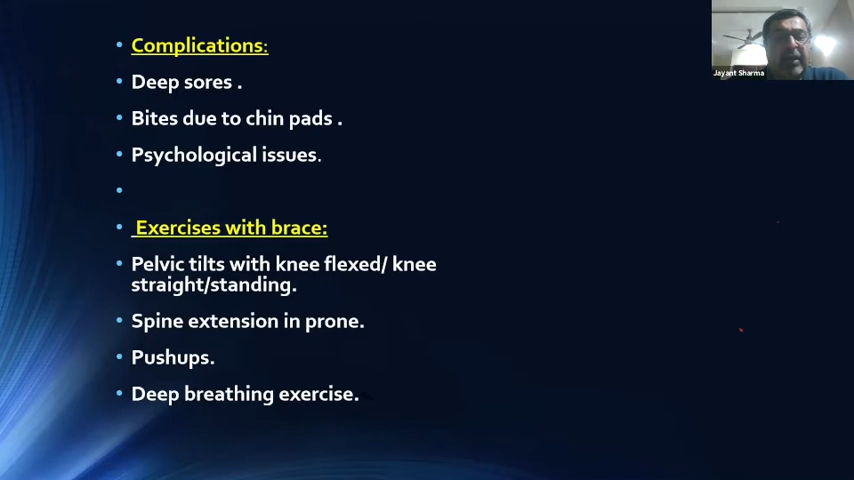 Complications:
Deep sores .
Bites due to chin pads .
Psychological issues.
Exercises with brace:
Pelvic tilts with knee flexed/ knee
straight/standing.
Spine extension in prone.
Pushups.
Deep breathing exercise.
Jayant Sharma